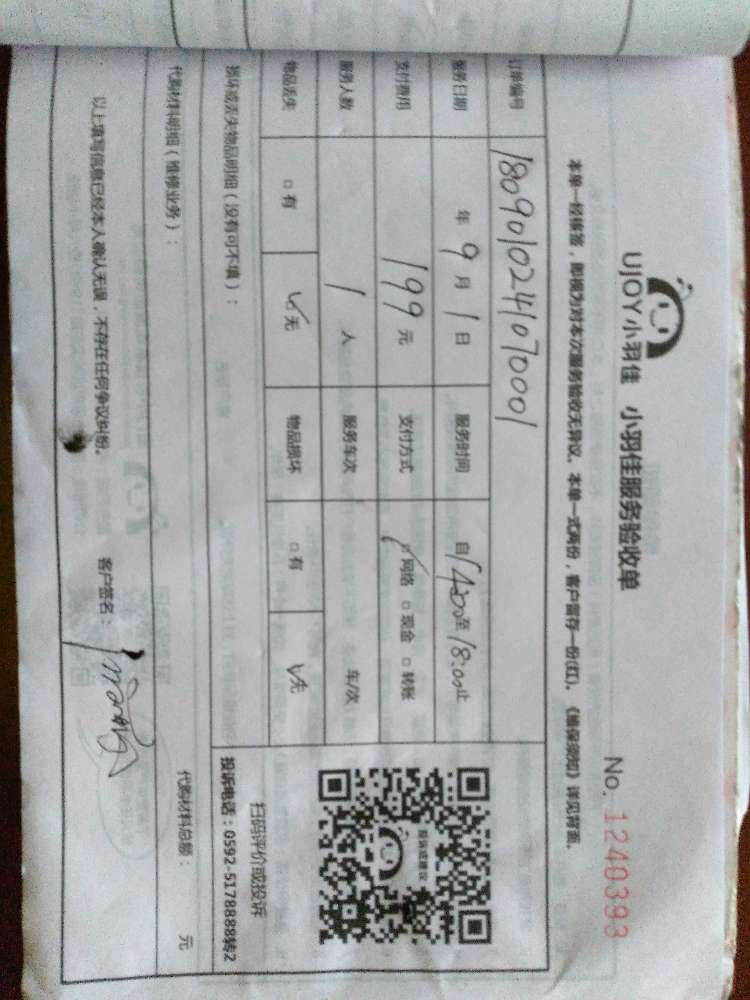 UJOY小羽佳 小羽佳服务验收单
No. 1240393
本单一经核签，即视为对本次服务验收无异议。本单一式两份，客户留存一份(红)。《维保须知》详见背面。
订单编号 1809010241070001
服务日期 年 9 月 1 日 服务时间 自 14:00 至 18:00 止
支付费用 199 元 支付方式 ☑网络 □现金 □转账
服务人数 1 人 服务车次 车/次
物品丢失 □有 ☑无 物品损坏 □有 ☑无
损坏或丢失物品明细（没有可不填）：
投诉或建议
扫码评价或投诉
投诉电话：0592-5178888转2
代购材料明细（维修业务）：
代购材料总额： 元
以上填写信息已经本人确认无误，不存在任何争议纠纷。
客户签名：